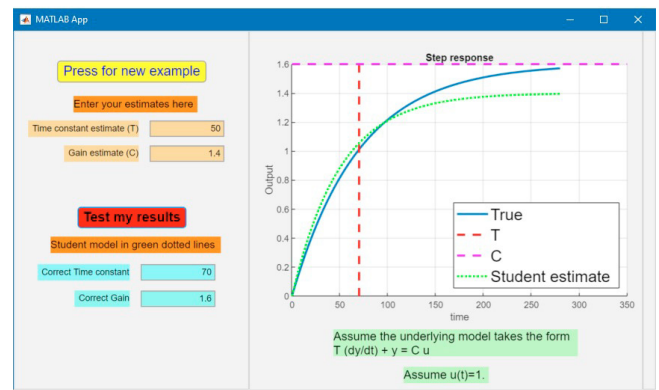 MATLAB App
Press for new example
Enter your estimates here
Time constant estimate (T) 50
Gain estimate (C) 1.4
Test my results
Student model in green dotted lines
Correct Time constant 70
Correct Gain 1.6
Step response
1.6
1.4
1.2
1
0.8
0.6
0.4
0.2
0
Output
True
T
C
Student estimate
0 50 100 150 200 250 300 350
time
Assume the underlying model takes the form
T (dy/dt) + y = C u
Assume u(t)=1.